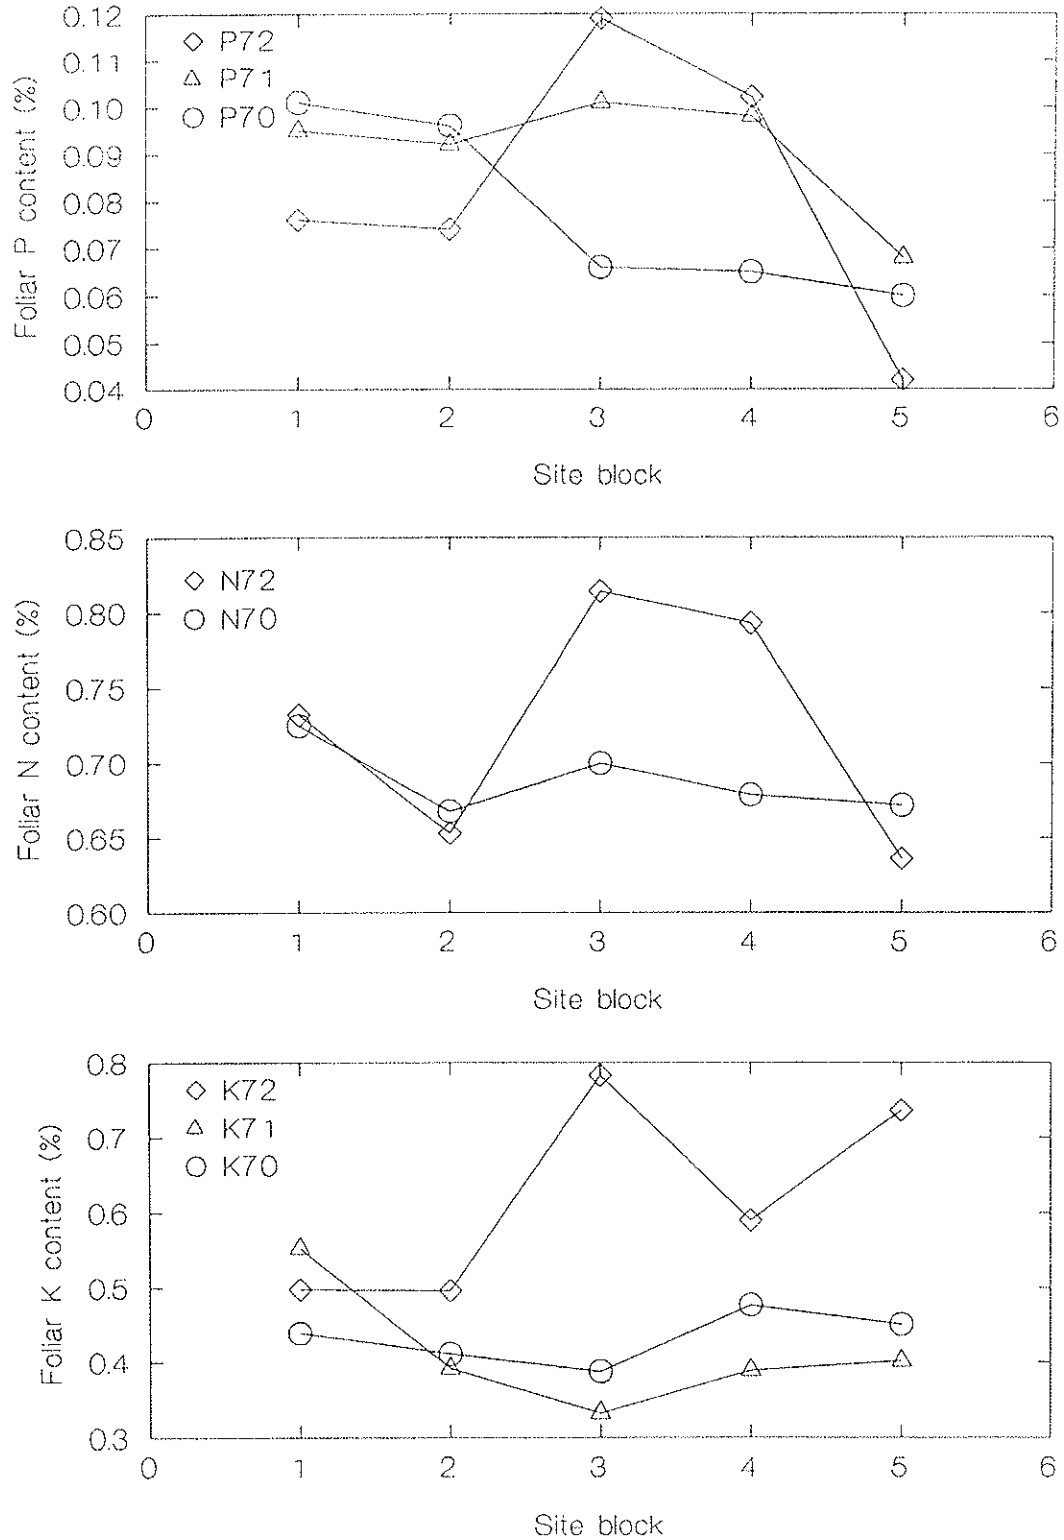 Foliar P content (%)
0.12
0.11
0.10
0.09
0.08
0.07
0.06
0.05
0.04
P72
P71
P70
0 1 2 3 4 5 6
Site block
Foliar N content (%)
0.85
0.80
0.75
0.70
0.65
0.60
N72
N70
0 1 2 3 4 5 6
Site block
Foliar K content (%)
0.8
0.7
0.6
0.5
0.4
0.3
K72
K71
K70
0 1 2 3 4 5 6
Site block